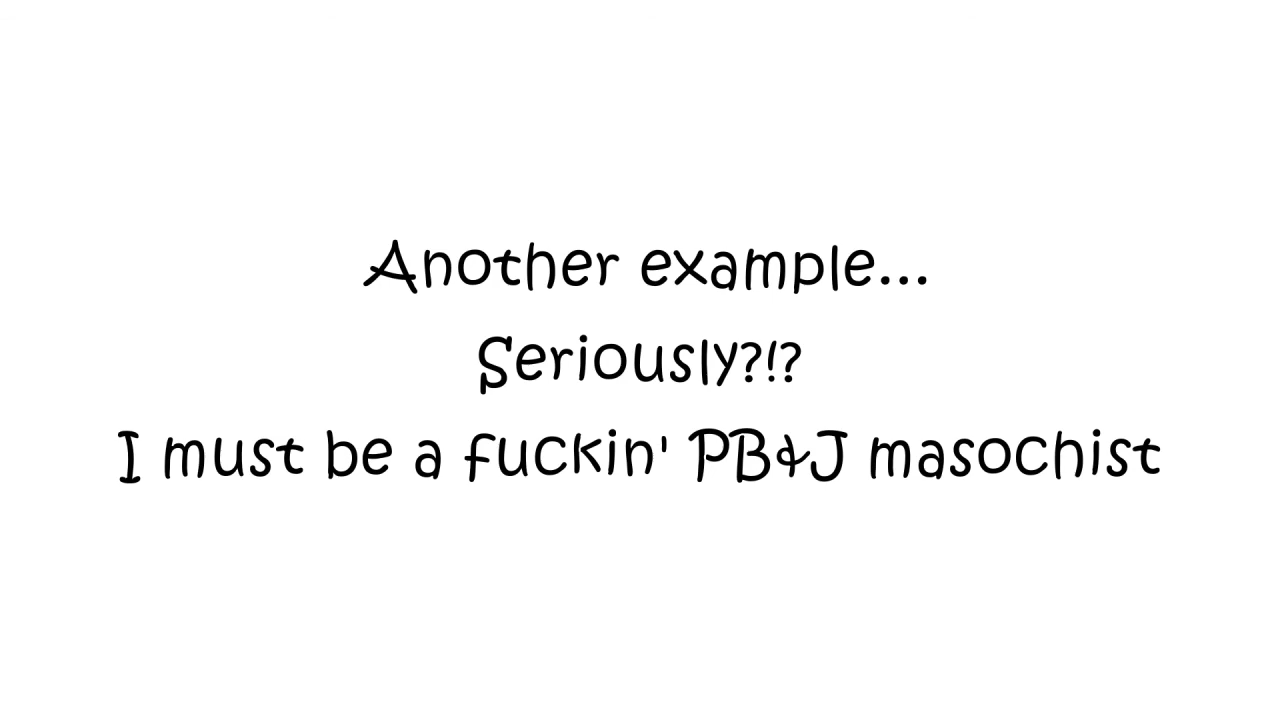 Another example...
Seriously?!?
I must be a fuckin' PB&J masochist